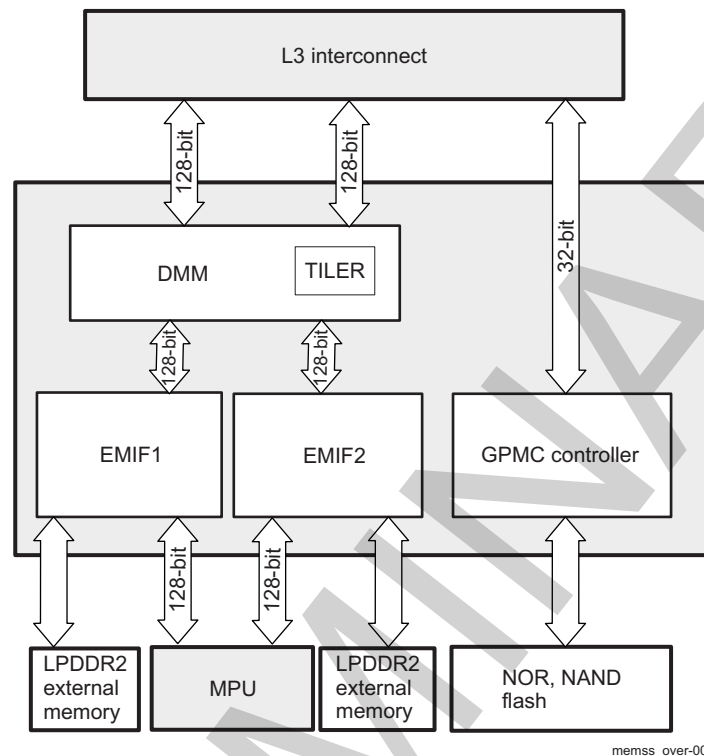 L3 interconnect
128-bit
128-bit
32-bit
DMM
TILER
128-bit
128-bit
EMIF1
EMIF2
GPMC controller
128-bit
128-bit
LPDDR2
external
memory
MPU
LPDDR2
external
memory
NOR, NAND
flash